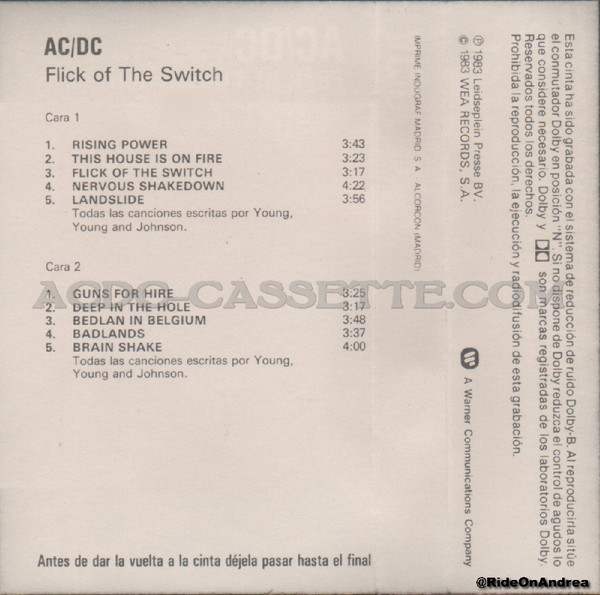 AC/DC
Flick of The Switch
Cara 1
1. RISING POWER 3:43
2. THIS HOUSE IS ON FIRE 3:23
3. FLICK OF THE SWITCH 3:17
4. NERVOUS SHAKEDOWN 4:22
5. LANDSLIDE 3:56
Todas las canciones escritas por Young,
Young and Johnson.
Cara 2
1. GUNS FOR HIRE 3:25
2. DEEP IN THE HOLE 3:17
3. BEDLAN IN BELGIUM 3:48
4. BADLANDS 3:37
5. BRAIN SHAKE 4:00
Todas las canciones escritas por Young,
Young and Johnson.
Antes de dar la vuelta a la cinta déjela pasar hasta el final
IMPRIME INDUGRAF MADRID, S. A. - ALCORCON (MADRID)
℗ 1983 Leidseplein Presse BV.
© 1983 WEA RECORDS, S.A.
A Warner Communications Company
Esta cinta ha sido grabada con el sistema de reducción de ruido Dolby-B. Al reproducirla sitúe
el conmutador Dolby en posición "N". Si no dispone de Dolby reduzca el control de agudos lo
que considere necesario. Dolby y son marcas registradas de los laboratorios Dolby.
Reservados todos los derechos.
Prohibida la reproducción, la ejecución y radiodifusión de esta grabación.
ACDC-CASSETTE.COM
@RideOnAndrea